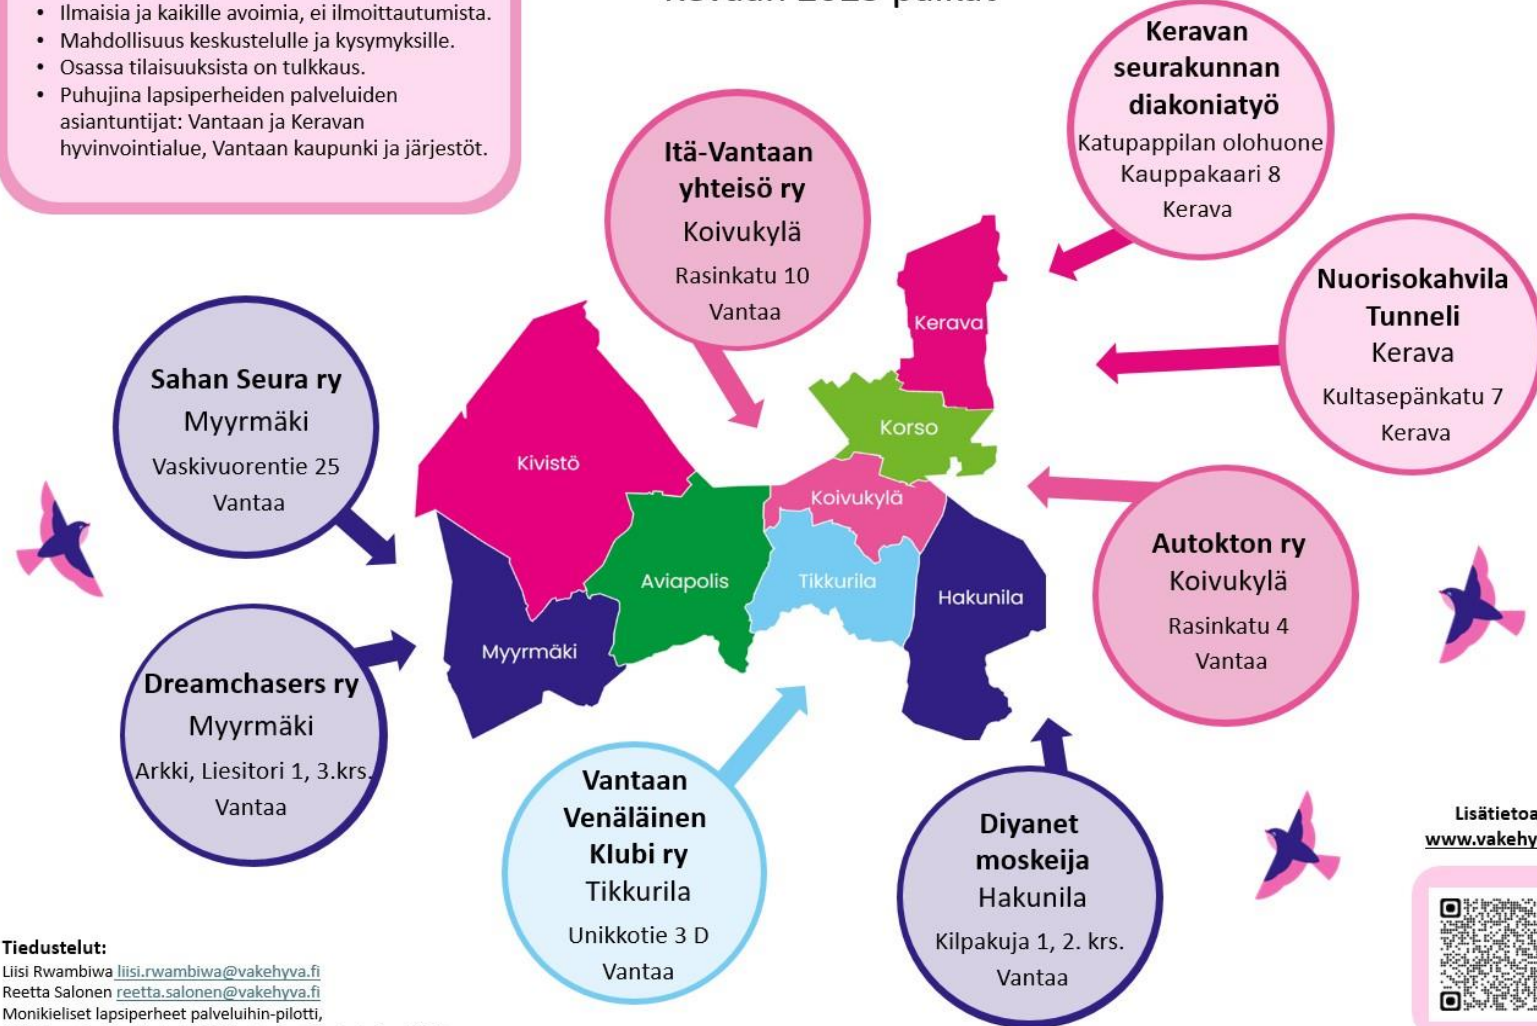 • Ilmaisia ja kaikille avoimia, ei ilmoittautumista.
• Mahdollisuus keskustelulle ja kysymyksille.
• Osassa tilaisuuksista on tulkkaus.
• Puhujina lapsiperheiden palveluiden
asiantuntijat: Vantaan ja Keravan
hyvinvointialue, Vantaan kaupunki ja järjestöt.
Keravan
seurakunnan
diakoniatyö
Katupappilan olohuone
Kauppakaari 8
Kerava
Itä-Vantaan
yhteisö ry
Koivukylä
Rasinkatu 10
Vantaa
Nuorisokahvila
Tunneli
Kerava
Kultasepänkatu 7
Kerava
Sahan Seura ry
Myyrmäki
Vaskivuorentie 25
Vantaa
Kerava
Korso
Kivistö
Koivukylä
Aviapolis
Tikkurila
Hakunila
Myyrmäki
Autokton ry
Koivukylä
Rasinkatu 4
Vantaa
Dreamchasers ry
Myyrmäki
Arkki, Liesitori 1, 3.krs.
Vantaa
Vantaan
Venäläinen
Klubi ry
Tikkurila
Unikkotie 3 D
Vantaa
Diyanet
moskeija
Hakunila
Kilpakuja 1, 2. krs.
Vantaa
Lisätietoa
www.vakehy
Tiedustelut:
Liisi Rwambiwa liisi.rwambiwa@vakehyva.fi
Reetta Salonen reetta.salonen@vakehyva.fi
Monikieliset lapsiperheet palveluihin-pilotti,